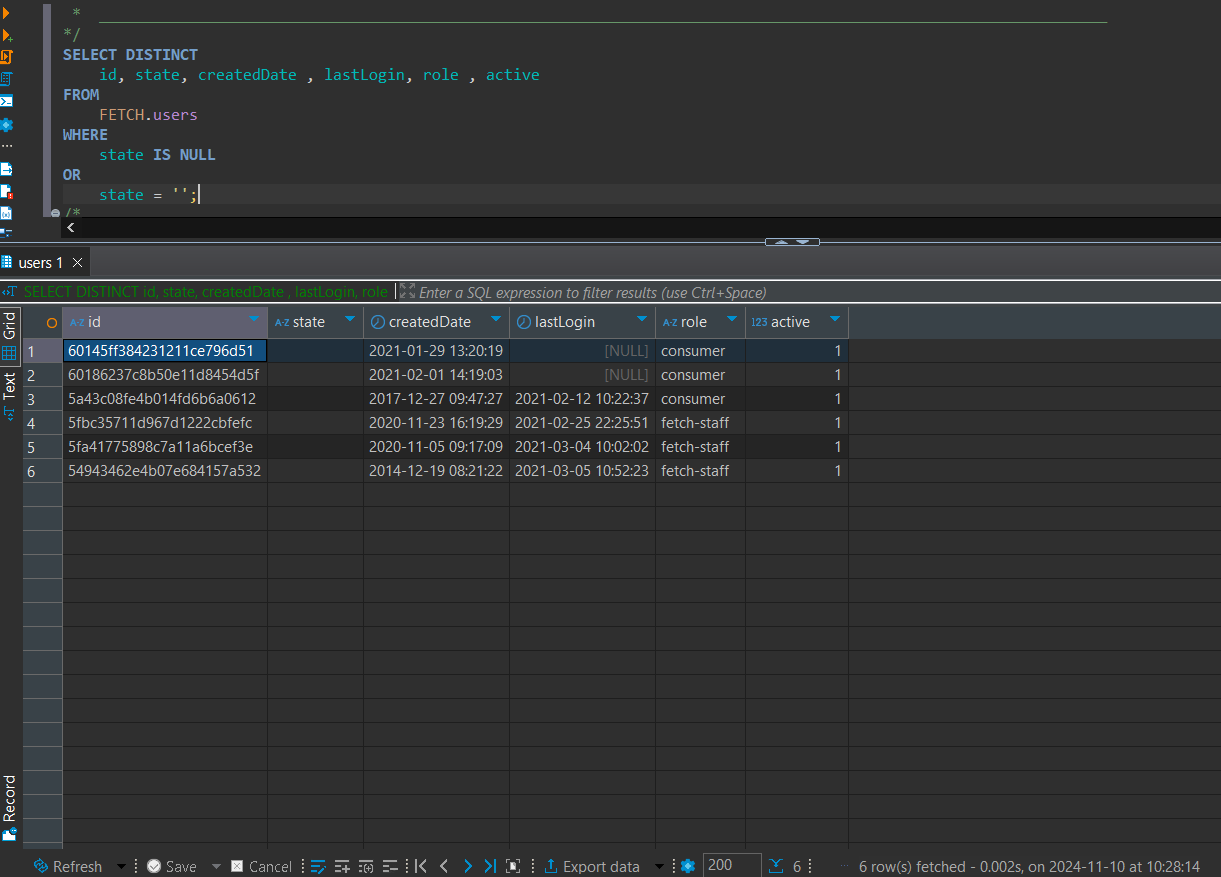 *
*/
SELECT DISTINCT
id, state, createdDate , lastLogin, role , active
FROM
FETCH.users
WHERE
state IS NULL
OR
state = '';
/*
users 1
SELECT DISTINCT id, state, createdDate , lastLogin, role
Enter a SQL expression to filter results (use Ctrl+Space)
Grid
Text
Record
A-Z id A-Z state createdDate lastLogin A-Z role 123 active
1 60145ff384231211ce796d51 2021-01-29 13:20:19 [NULL] consumer 1
2 60186237c8b50e11d8454d5f 2021-02-01 14:19:03 [NULL] consumer 1
3 5a43c08fe4b014fd6b6a0612 2017-12-27 09:47:27 2021-02-12 10:22:37 consumer 1
4 5fbc35711d967d1222cbfefc 2020-11-23 16:19:29 2021-02-25 22:25:51 fetch-staff 1
5 5fa41775898c7a11a6bcef3e 2020-11-05 09:17:09 2021-03-04 10:02:02 fetch-staff 1
6 54943462e4b07e684157a532 2014-12-19 08:21:22 2021-03-05 10:52:23 fetch-staff 1
Refresh Save Cancel Export data 200 6 6 row(s) fetched - 0.002s, on 2024-11-10 at 10:28:14